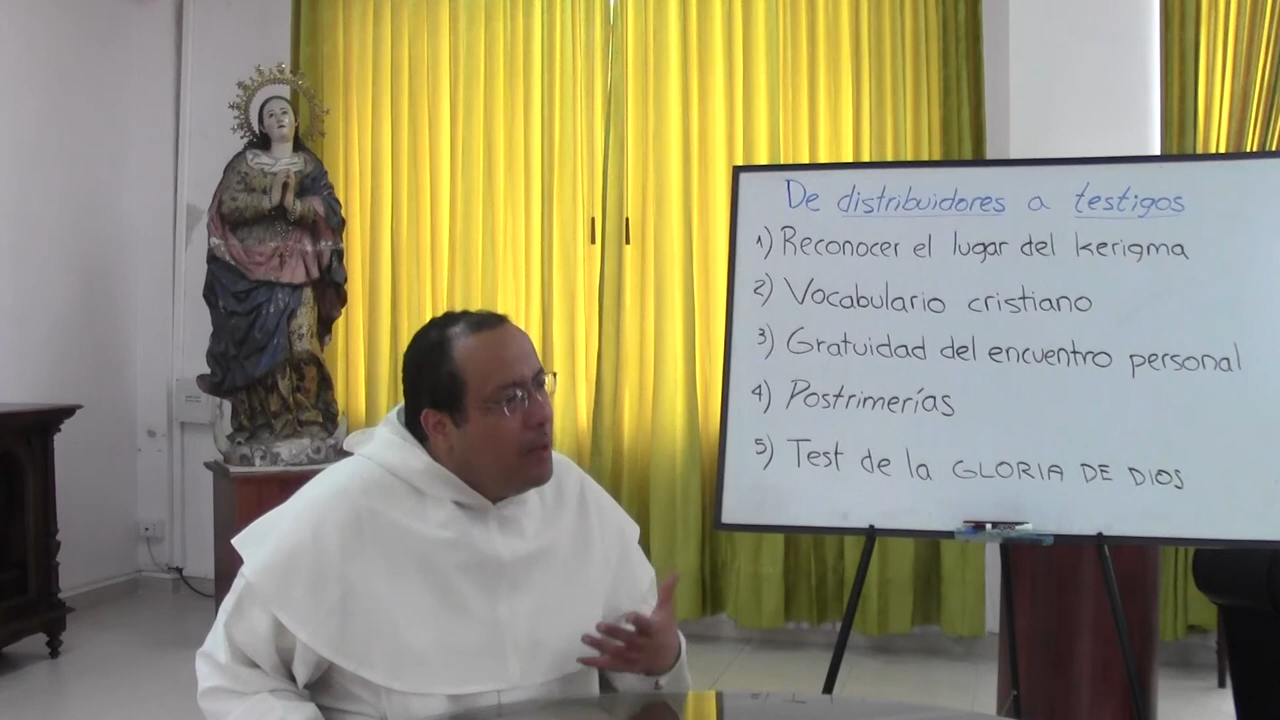 De distribuidores a testigos
1) Reconocer el lugar del kerigma
2) Vocabulario cristiano
3) Gratuidad del encuentro personal
4) Postrimerías
5) Test de la GLORIA DE DIOS